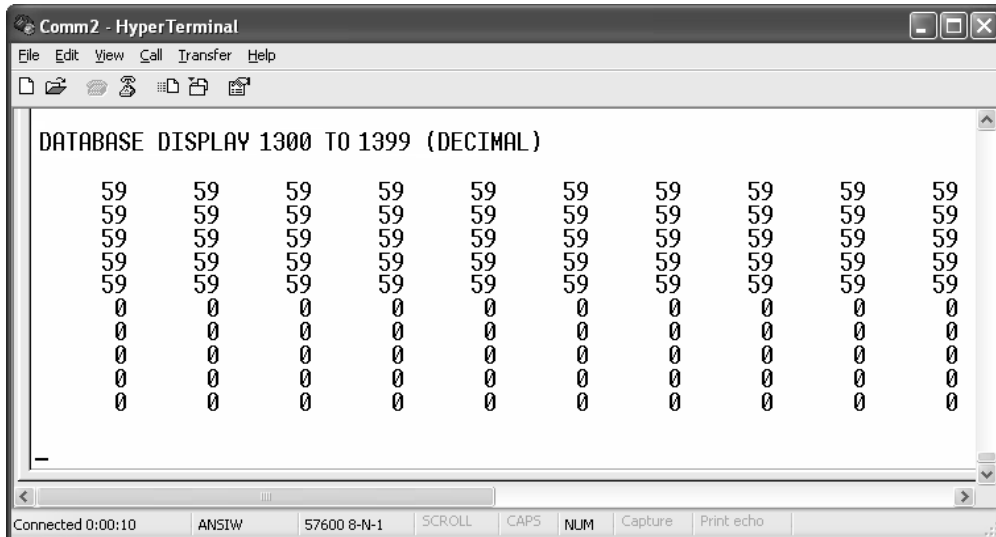 Comm2 - HyperTerminal
File Edit View Call Transfer Help
DATABASE DISPLAY 1300 TO 1399 (DECIMAL)
59 59 59 59 59 59 59 59 59 59
59 59 59 59 59 59 59 59 59 59
59 59 59 59 59 59 59 59 59 59
59 59 59 59 59 59 59 59 59 59
59 59 59 59 59 59 59 59 59 59
0 0 0 0 0 0 0 0 0 0
0 0 0 0 0 0 0 0 0 0
0 0 0 0 0 0 0 0 0 0
0 0 0 0 0 0 0 0 0 0
0 0 0 0 0 0 0 0 0 0
_
Connected 0:00:10 ANSIW 57600 8-N-1 SCROLL CAPS NUM Capture Print echo